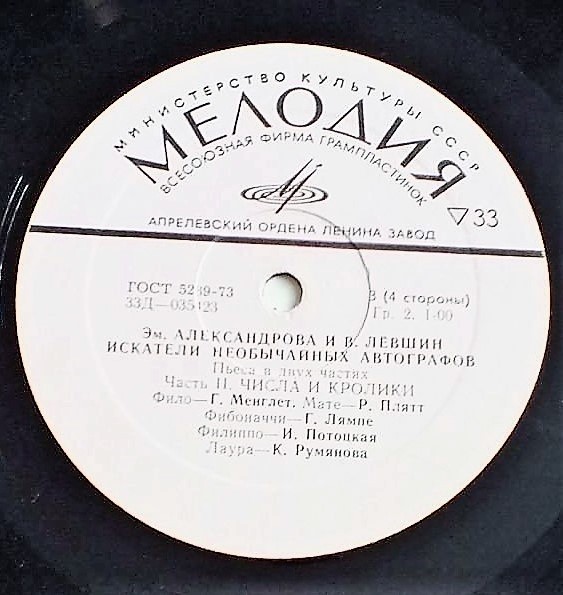 МИНИСТЕРСТВО КУЛЬТУРЫ СССР
МЕЛОДИЯ
ВСЕСОЮЗНАЯ ФИРМА ГРАМПЛАСТИНОК
▽33
АПРЕЛЕВСКИЙ ОРДЕНА ЛЕНИНА ЗАВОД
ГОСТ 5289-73
33Д—035423
3 (4 стороны)
Гр. 2. 1-00
Эм. АЛЕКСАНДРОВА И В. ЛЕВШИН
ИСКАТЕЛИ НЕОБЫЧАЙНЫХ АВТОГРАФОВ
Пьеса в двух частях
Часть II. ЧИСЛА И КРОЛИКИ
Фило—Г. Менглет, Мате—Р. Плятт
Фибоначчи—Г. Лямпе
Филиппо—И. Потоцкая
Лаура—К. Румянова